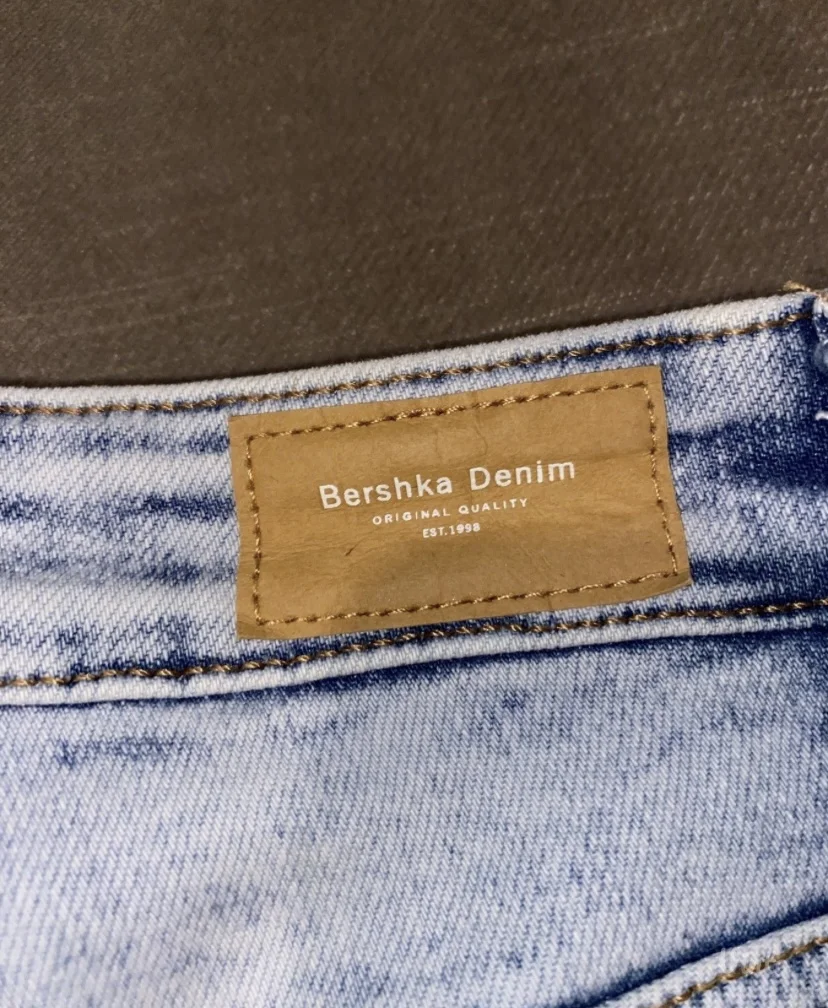 Bershka Denim
ORIGINAL QUALITY
EST.1998